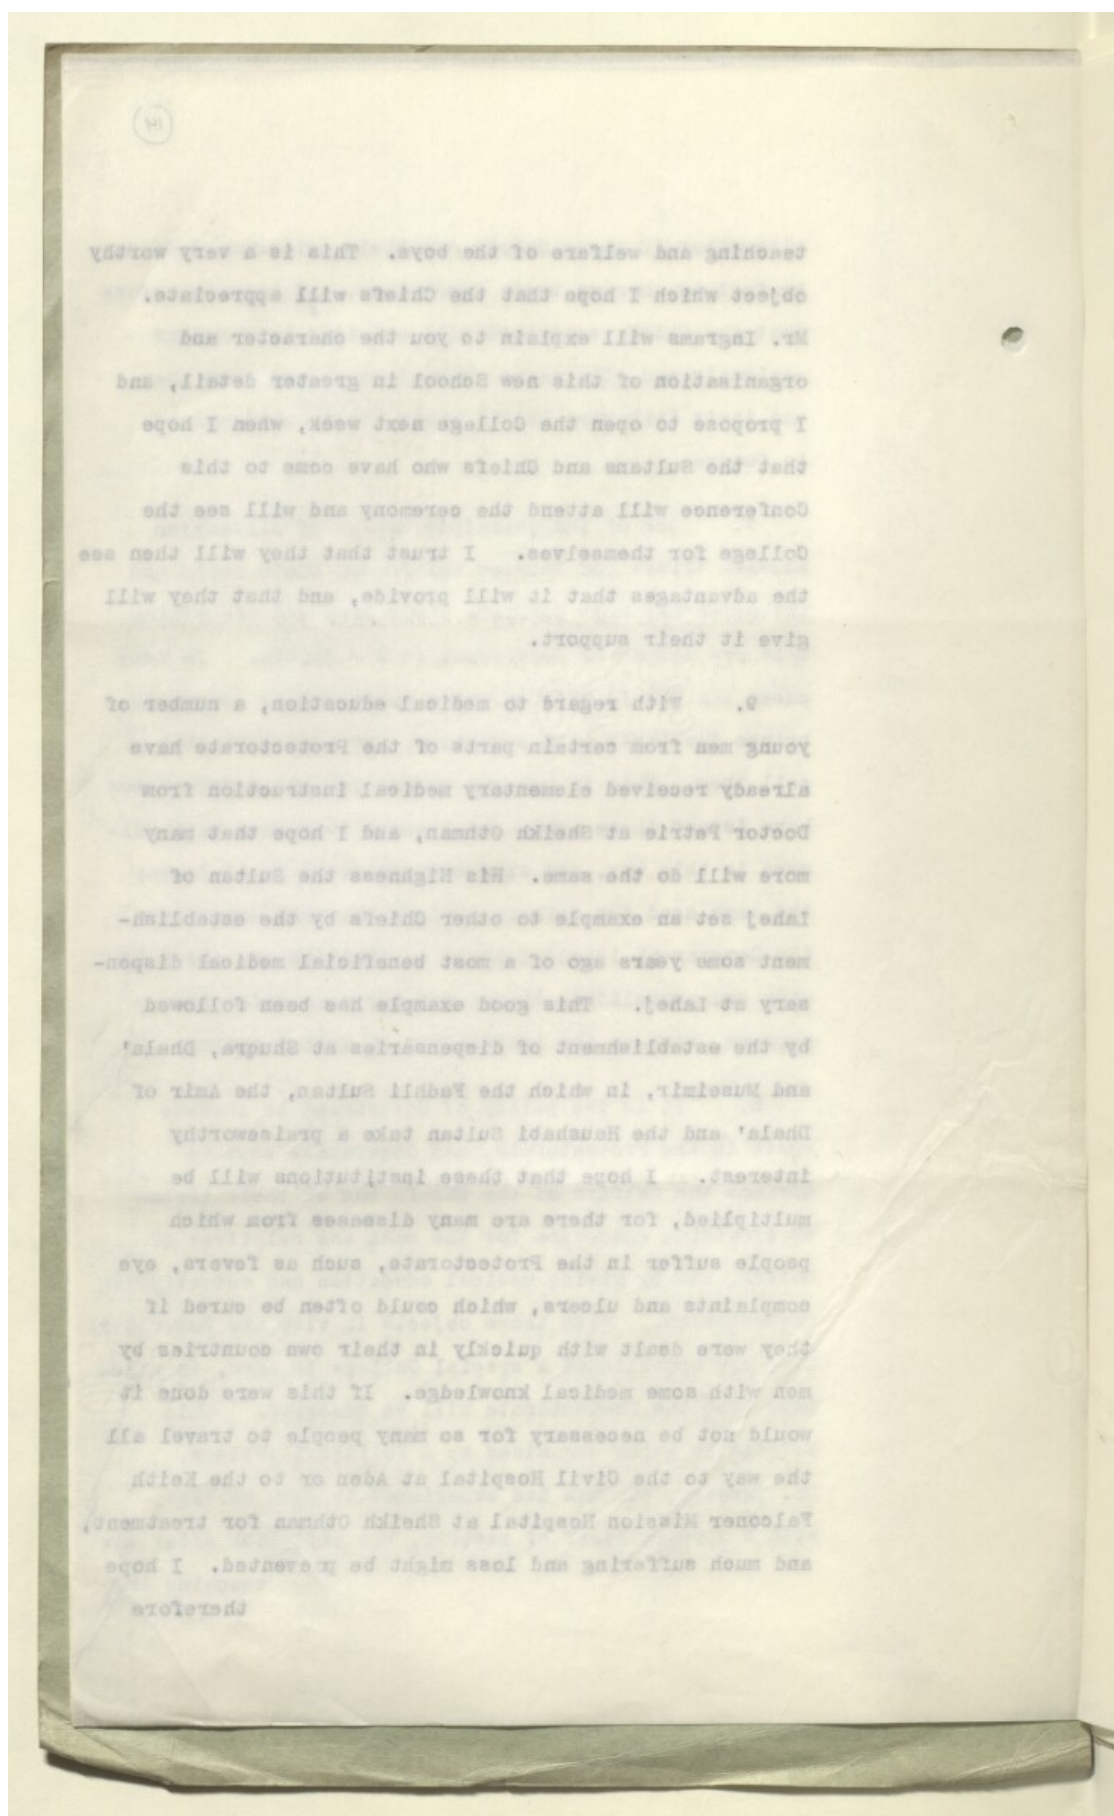 141
teaching and welfare of the boys. This is a very worthy
object which I hope that the Chiefs will appreciate.
Mr. Ingrams will explain to you the character and
organisation of this new School in greater detail, and
I propose to open the College next week, when I hope
that the Sultans and Chiefs who have come to this
Conference will attend the ceremony and will see the
College for themselves. I trust that they will then see
the advantages that it will provide, and that they will
give it their support.
9. With regard to medical education, a number of
young men from certain parts of the Protectorate have
already received elementary medical instruction from
Doctor Petrie at Sheikh Othman, and I hope that many
more will do the same. His Highness the Sultan of
Lahej set an example to other Chiefs by the establish-
ment some years ago of a most beneficial medical dispen-
sary at Lahej. This good example has been followed
by the establishment of dispensaries at Shuqra, Dhala'
and Museimir, in which the Fadhli Sultan, the Amir of
Dhala' and the Haushabi Sultan take a praiseworthy
interest. I hope that these institutions will be
multiplied, for there are many diseases from which
people suffer in the Protectorate, such as fevers, eye
complaints and ulcers, which could often be cured if
they were dealt with quickly in their own countries by
men with some medical knowledge. If this were done it
would not be necessary for so many people to travel all
the way to the Civil Hospital at Aden or to the Keith
Falconer Mission Hospital at Sheikh Othman for treatment,
and much suffering and loss might be prevented. I hope
therefore